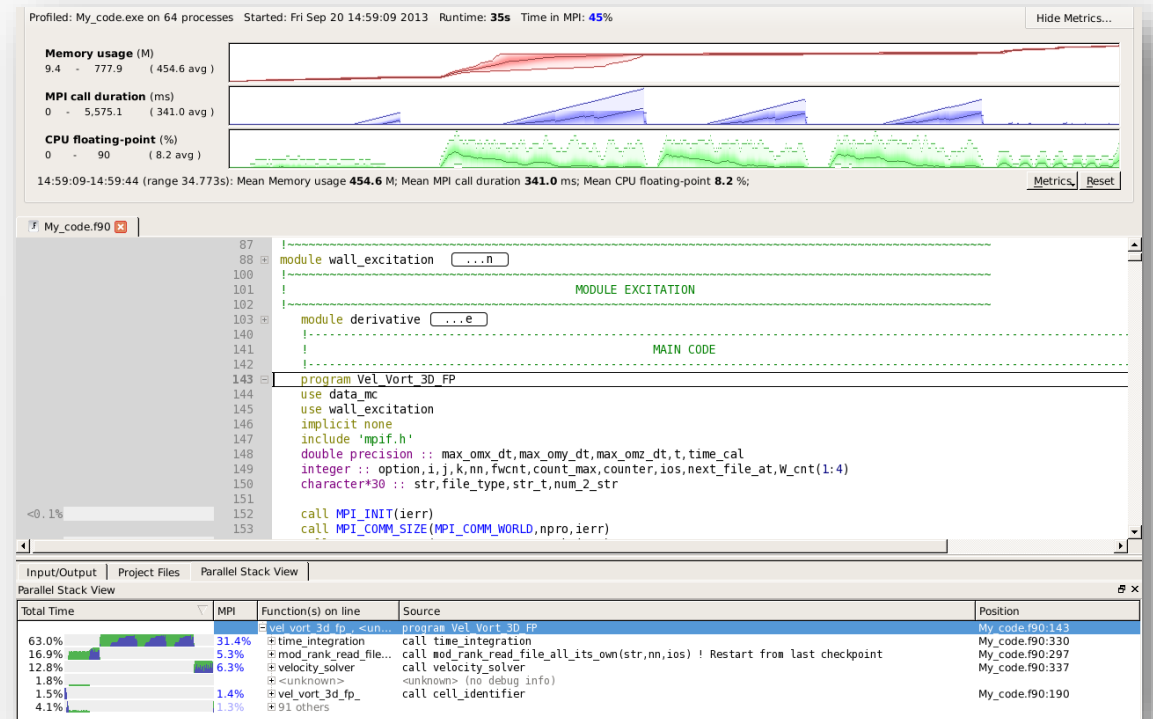 Profiled: My_code.exe on 64 processes Started: Fri Sep 20 14:59:09 2013 Runtime: 35s Time in MPI: 45%
Hide Metrics...
Memory usage (M)
9.4 - 777.9 ( 454.6 avg )
MPI call duration (ms)
0 - 5,575.1 ( 341.0 avg )
CPU floating-point (%)
0 - 90 ( 8.2 avg )
14:59:09-14:59:44 (range 34.773s): Mean Memory usage 454.6 M; Mean MPI call duration 341.0 ms; Mean CPU floating-point 8.2 %;
Metrics Reset
My_code.f90
87 !~~~~~~~~~~~~~~~~~~~~~~~~~~~~~~~~~~~~~~~~~~~~~~~~~~
88 module wall_excitation ...n
100 !~~~~~~~~~~~~~~~~~~~~~~~~~~~~~~~~~~~~~~~~~~~~~~~~~~
101 ! MODULE EXCITATION
102 !~~~~~~~~~~~~~~~~~~~~~~~~~~~~~~~~~~~~~~~~~~~~~~~~~~
103 module derivative ...e
140 !--------------------------------------------------
141 ! MAIN CODE
142 !--------------------------------------------------
143 program Vel_Vort_3D_FP
144 use data_mc
145 use wall_excitation
146 implicit none
147 include 'mpif.h'
148 double precision :: max_omx_dt,max_omy_dt,max_omz_dt,t,time_cal
149 integer :: option,i,j,k,nn,fwcnt,count_max,counter,ios,next_file_at,W_cnt(1:4)
150 character*30 :: str,file_type,str_t,num_2_str
151
<0.1% 152 call MPI_INIT(ierr)
153 call MPI_COMM_SIZE(MPI_COMM_WORLD,npro,ierr)
Input/Output Project Files Parallel Stack View
Parallel Stack View
Total Time MPI Function(s) on line Source Position
vel_vort_3d_fp_, <un... program Vel_Vort_3D_FP My_code.f90:143
63.0% 31.4% time_integration call time_integration My_code.f90:330
16.9% 5.3% mod_rank_read_file... call mod_rank_read_file_all_its_own(str,nn,ios) ! Restart from last checkpoint My_code.f90:297
12.8% 6.3% velocity_solver call velocity_solver My_code.f90:337
1.8% <unknown> <unknown> (no debug info)
1.5% 1.4% vel_vort_3d_fp_ call cell_identifier My_code.f90:190
4.1% 1.3% 91 others